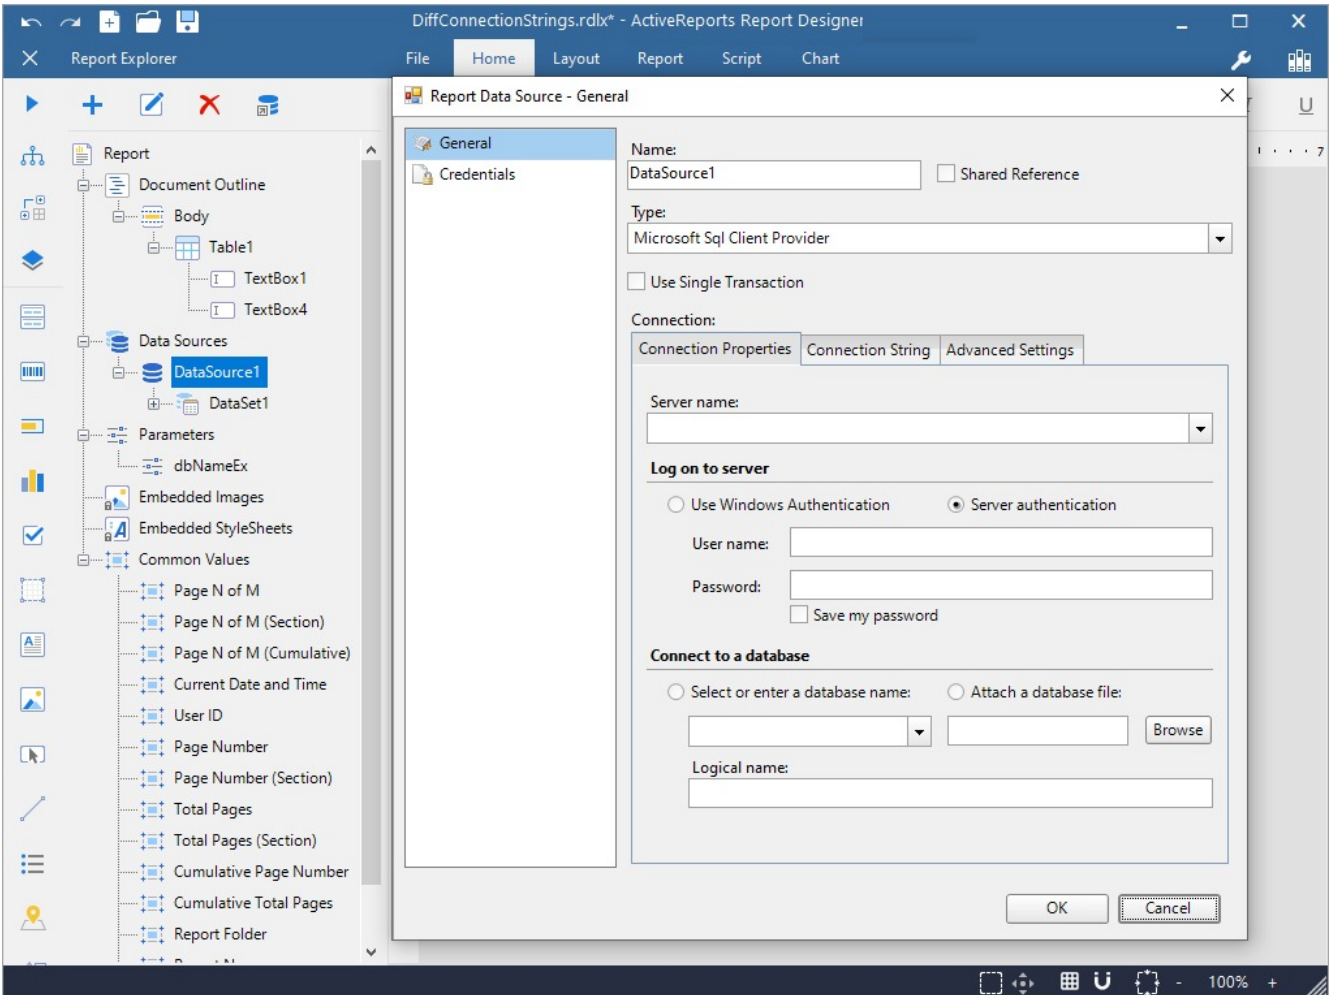 DiffConnectionStrings.rdlx* - ActiveReports Report Designer
Report Explorer
File Home Layout Report Script Chart
Report Data Source - General
U
7
General
Credentials
Name:
DataSource1
Shared Reference
Type:
Microsoft Sql Client Provider
Use Single Transaction
Connection:
Connection Properties Connection String Advanced Settings
Server name:
Log on to server
Use Windows Authentication Server authentication
User name:
Password:
Save my password
Connect to a database
Select or enter a database name: Attach a database file:
Browse
Logical name:
OK Cancel
Report
Document Outline
Body
Table1
TextBox1
TextBox4
Data Sources
DataSource1
DataSet1
Parameters
dbNameEx
Embedded Images
Embedded StyleSheets
Common Values
Page N of M
Page N of M (Section)
Page N of M (Cumulative)
Current Date and Time
User ID
Page Number
Page Number (Section)
Total Pages
Total Pages (Section)
Cumulative Page Number
Cumulative Total Pages
Report Folder
- 100% +